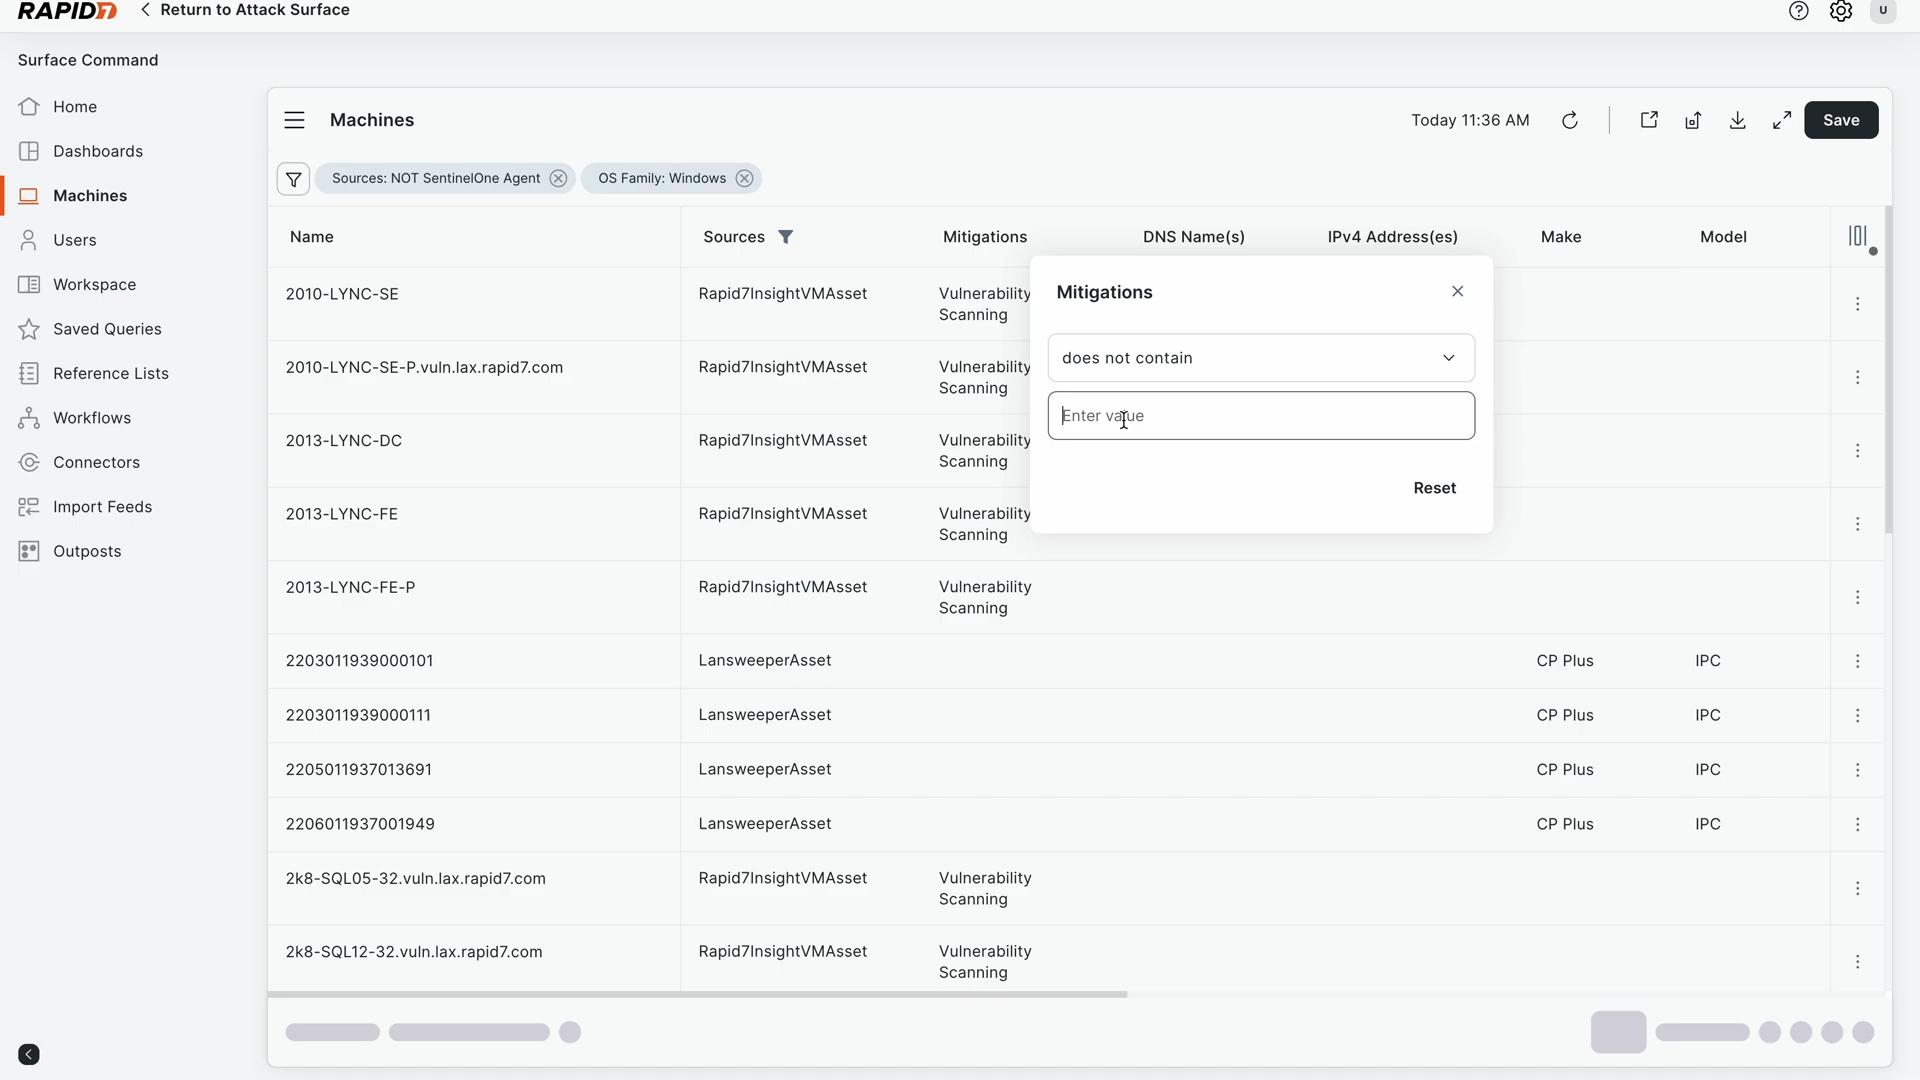 RAPID7
Return to Attack Surface
U
Surface Command
Home
Dashboards
Machines
Users
Workspace
Saved Queries
Reference Lists
Workflows
Connectors
Import Feeds
Outposts
Machines
Today 11:36 AM
Save
Sources: NOT SentinelOne Agent
OS Family: Windows
Name Sources Mitigations DNS Name(s) IPv4 Address(es) Make Model
2010-LYNC-SE Rapid7InsightVMAsset Vulnerability
Scanning
2010-LYNC-SE-P.vuln.lax.rapid7.com Rapid7InsightVMAsset Vulnerability
Scanning
2013-LYNC-DC Rapid7InsightVMAsset Vulnerability
Scanning
2013-LYNC-FE Rapid7InsightVMAsset Vulnerability
Scanning
2013-LYNC-FE-P Rapid7InsightVMAsset Vulnerability
Scanning
2203011939000101 LansweeperAsset CP Plus IPC
2203011939000111 LansweeperAsset CP Plus IPC
2205011937013691 LansweeperAsset CP Plus IPC
2206011937001949 LansweeperAsset CP Plus IPC
2k8-SQL05-32.vuln.lax.rapid7.com Rapid7InsightVMAsset Vulnerability
Scanning
2k8-SQL12-32.vuln.lax.rapid7.com Rapid7InsightVMAsset Vulnerability
Scanning
Mitigations
does not contain
Enter value
Reset